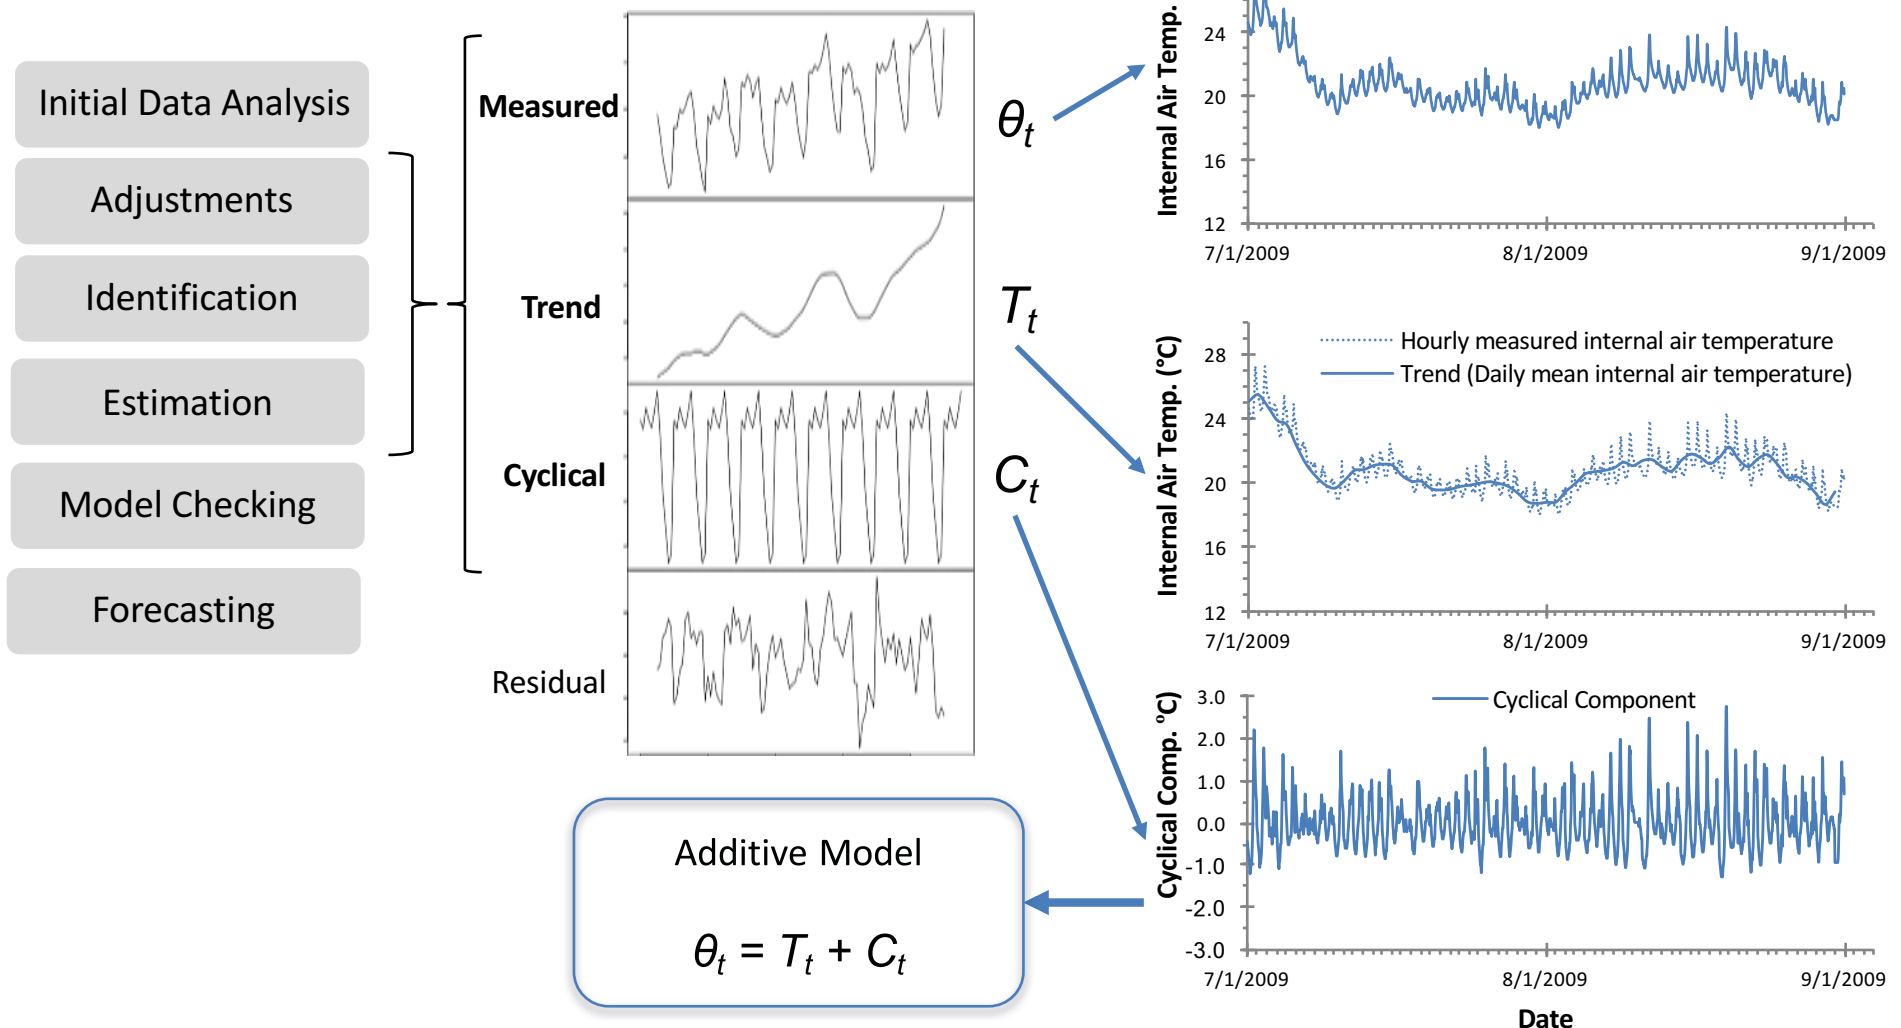 Initial Data Analysis
Adjustments
Identification
Estimation
Model Checking
Forecasting
Measured
Trend
Cyclical
Residual
θt
Tt
Ct
Additive Model
θt = Tt + Ct
Internal Air Temp.
24
20
16
12
7/1/2009
8/1/2009
9/1/2009
Internal Air Temp. (°C)
Hourly measured internal air temperature
Trend (Daily mean internal air temperature)
28
24
20
16
12
7/1/2009
8/1/2009
9/1/2009
Cyclical Comp. °C)
Cyclical Component
3.0
2.0
1.0
0.0
-1.0
-2.0
-3.0
7/1/2009
8/1/2009
9/1/2009
Date